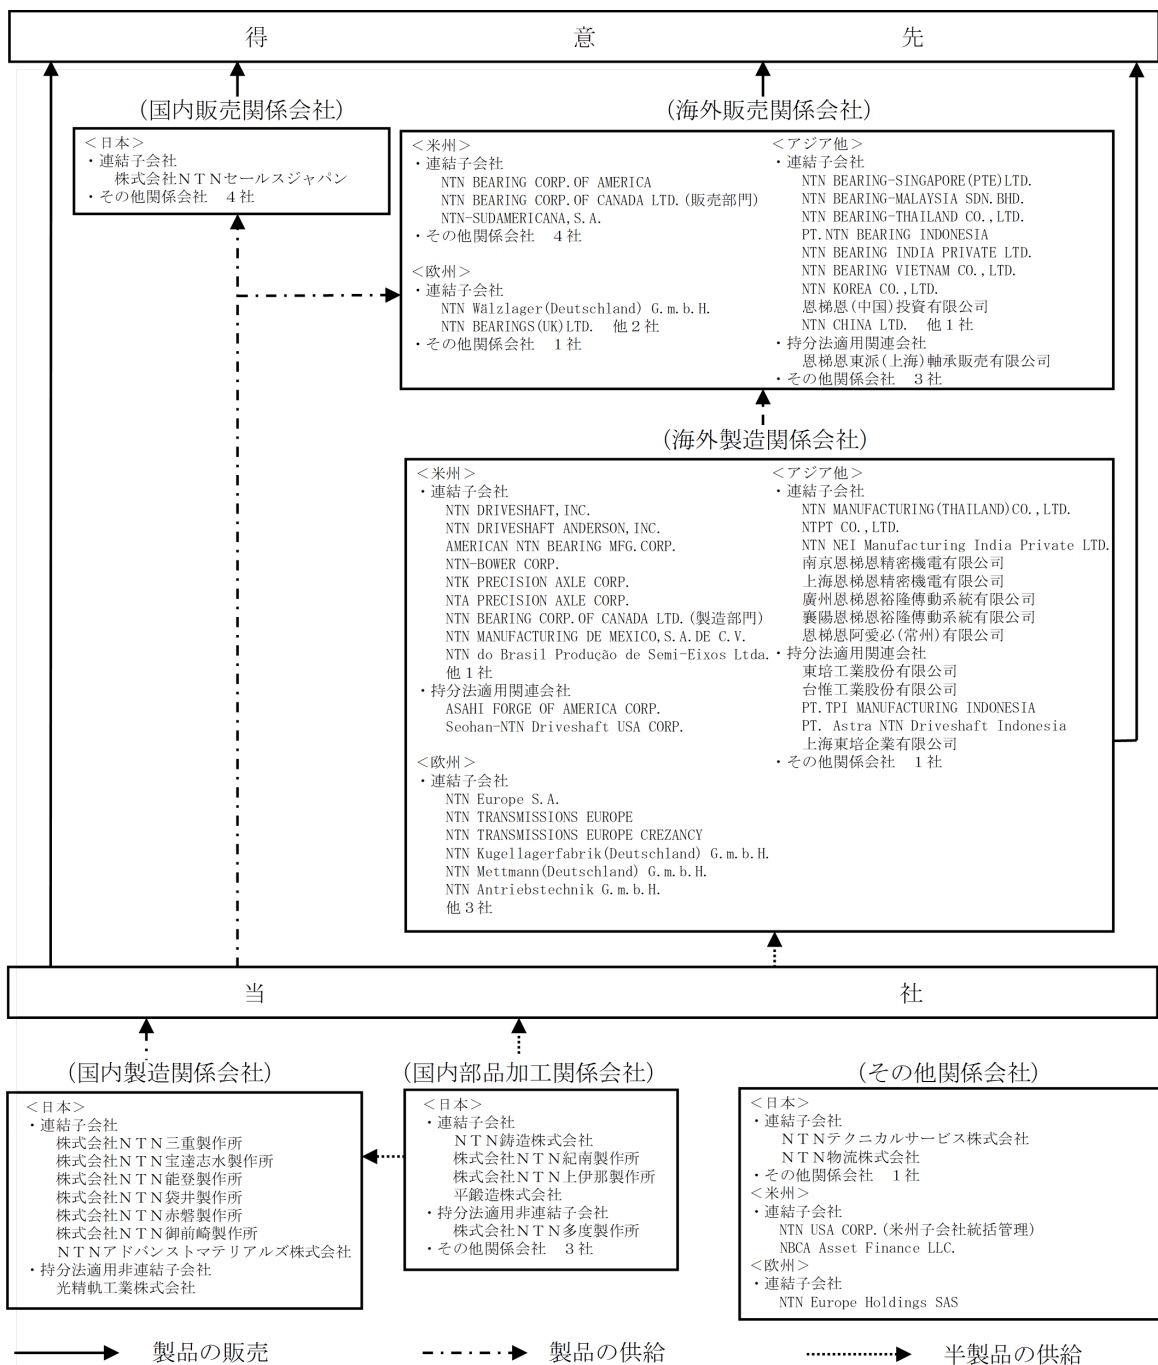 得　　意　　先
(国内販売関係会社)
＜日本＞
・連結子会社
株式会社ＮＴＮセールスジャパン
・その他関係会社　４社
(海外販売関係会社)
＜米州＞
・連結子会社
NTN BEARING CORP.OF AMERICA
NTN BEARING CORP.OF CANADA LTD.(販売部門)
NTN-SUDAMERICANA,S.A.
・その他関係会社　４社
＜欧州＞
・連結子会社
NTN Wälzlager(Deutschland) G.m.b.H.
NTN BEARINGS(UK)LTD.　他２社
・その他関係会社　１社
＜アジア他＞
・連結子会社
NTN BEARING-SINGAPORE(PTE)LTD.
NTN BEARING-MALAYSIA SDN.BHD.
NTN BEARING-THAILAND CO.,LTD.
PT.NTN BEARING INDONESIA
NTN BEARING INDIA PRIVATE LTD.
NTN BEARING VIETNAM CO.,LTD.
NTN KOREA CO.,LTD.
恩梯恩(中国)投資有限公司
NTN CHINA LTD.　他１社
・持分法適用関連会社
恩梯恩東派(上海)軸承販売有限公司
・その他関係会社　３社
(海外製造関係会社)
＜米州＞
・連結子会社
NTN DRIVESHAFT,INC.
NTN DRIVESHAFT ANDERSON,INC.
AMERICAN NTN BEARING MFG.CORP.
NTN-BOWER CORP.
NTK PRECISION AXLE CORP.
NTA PRECISION AXLE CORP.
NTN BEARING CORP.OF CANADA LTD.(製造部門)
NTN MANUFACTURING DE MEXICO,S.A.DE C.V.
NTN do Brasil Produção de Semi-Eixos Ltda.
他１社
・持分法適用関連会社
ASAHI FORGE OF AMERICA CORP.
Seohan-NTN Driveshaft USA CORP.
＜欧州＞
・連結子会社
NTN Europe S.A.
NTN TRANSMISSIONS EUROPE
NTN TRANSMISSIONS EUROPE CREZANCY
NTN Kugellagerfabrik(Deutschland) G.m.b.H.
NTN Mettmann(Deutschland) G.m.b.H.
NTN Antriebstechnik G.m.b.H.
他３社
＜アジア他＞
・連結子会社
NTN MANUFACTURING(THAILAND)CO.,LTD.
NTPT CO.,LTD.
NTN NEI Manufacturing India Private LTD.
南京恩梯恩精密機電有限公司
上海恩梯恩精密機電有限公司
廣州恩梯恩裕隆傳動系統有限公司
襄陽恩梯恩裕隆傳動系統有限公司
恩梯恩阿愛必(常州)有限公司
・持分法適用関連会社
東培工業股份有限公司
台惟工業股份有限公司
PT.TPI MANUFACTURING INDONESIA
PT. Astra NTN Driveshaft Indonesia
上海東培企業有限公司
・その他関係会社　１社
当　　社
(国内製造関係会社)
＜日本＞
・連結子会社
株式会社ＮＴＮ三重製作所
株式会社ＮＴＮ宝達志水製作所
株式会社ＮＴＮ能登製作所
株式会社ＮＴＮ袋井製作所
株式会社ＮＴＮ赤磐製作所
株式会社ＮＴＮ御前崎製作所
ＮＴＮアドバンストマテリアルズ株式会社
・持分法適用非連結子会社
光精軌工業株式会社
(国内部品加工関係会社)
＜日本＞
・連結子会社
ＮＴＮ鋳造株式会社
株式会社ＮＴＮ紀南製作所
株式会社ＮＴＮ上伊那製作所
平鍛造株式会社
・持分法適用非連結子会社
株式会社ＮＴＮ多度製作所
・その他関係会社　３社
(その他関係会社)
＜日本＞
・連結子会社
ＮＴＮテクニカルサービス株式会社
ＮＴＮ物流株式会社
・その他関係会社　１社
＜米州＞
・連結子会社
NTN USA CORP.(米州子会社統括管理)
NBCA Asset Finance LLC.
＜欧州＞
・連結子会社
NTN Europe Holdings SAS
製品の販売
製品の供給
半製品の供給